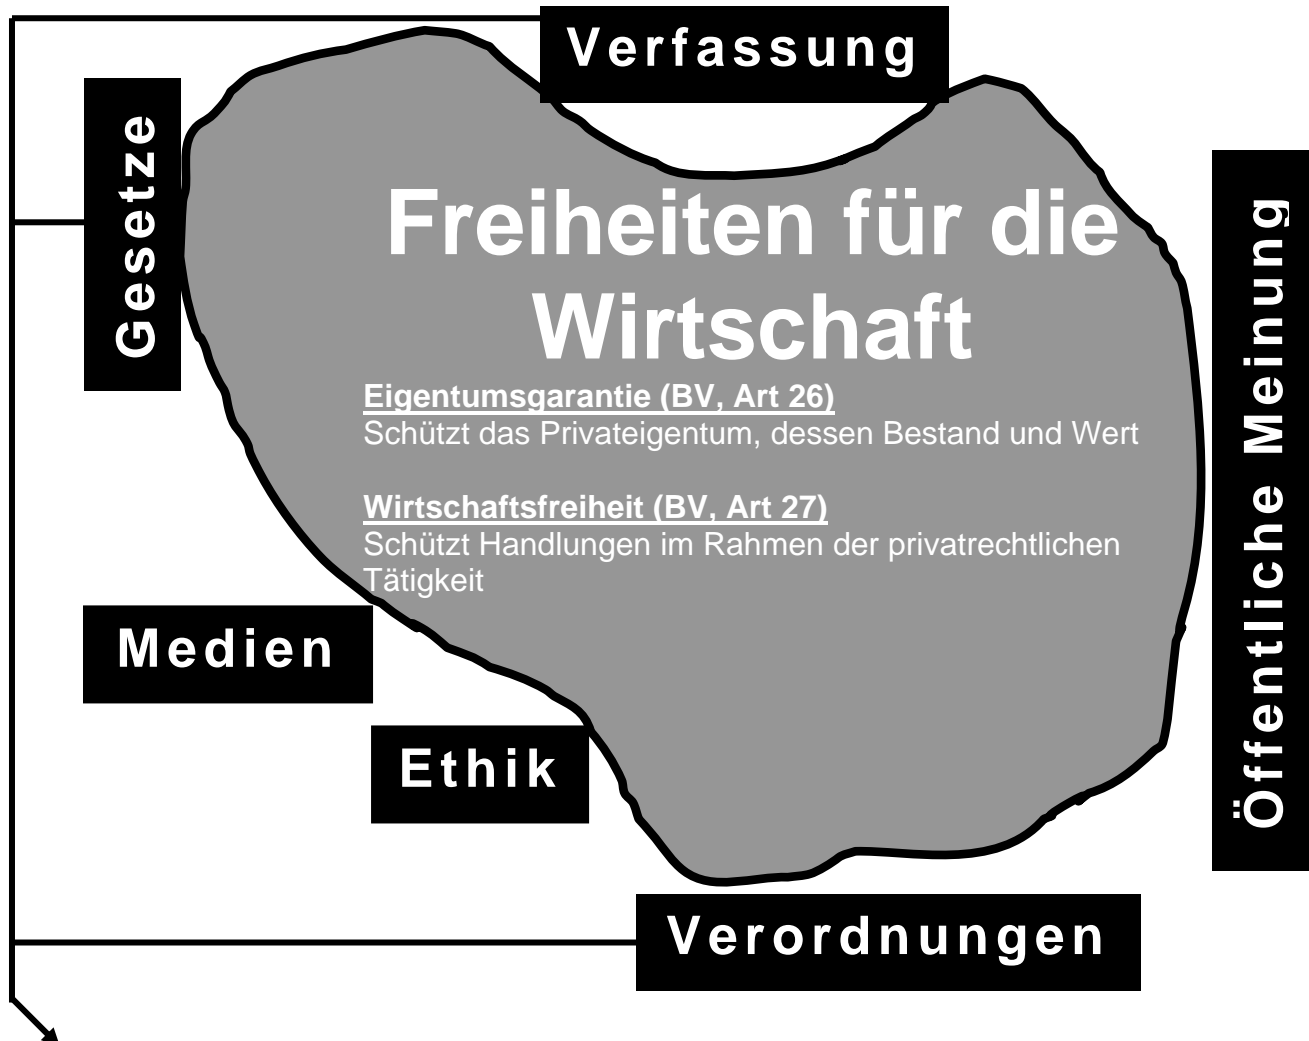 Verfassung
Gesetze
Freiheiten für die
Wirtschaft
Eigentumsgarantie (BV, Art 26)
Schützt das Privateigentum, dessen Bestand und Wert
Wirtschaftsfreiheit (BV, Art 27)
Schützt Handlungen im Rahmen der privatrechtlichen
Tätigkeit
Öffentliche Meinung
Medien
Ethik
Verordnungen